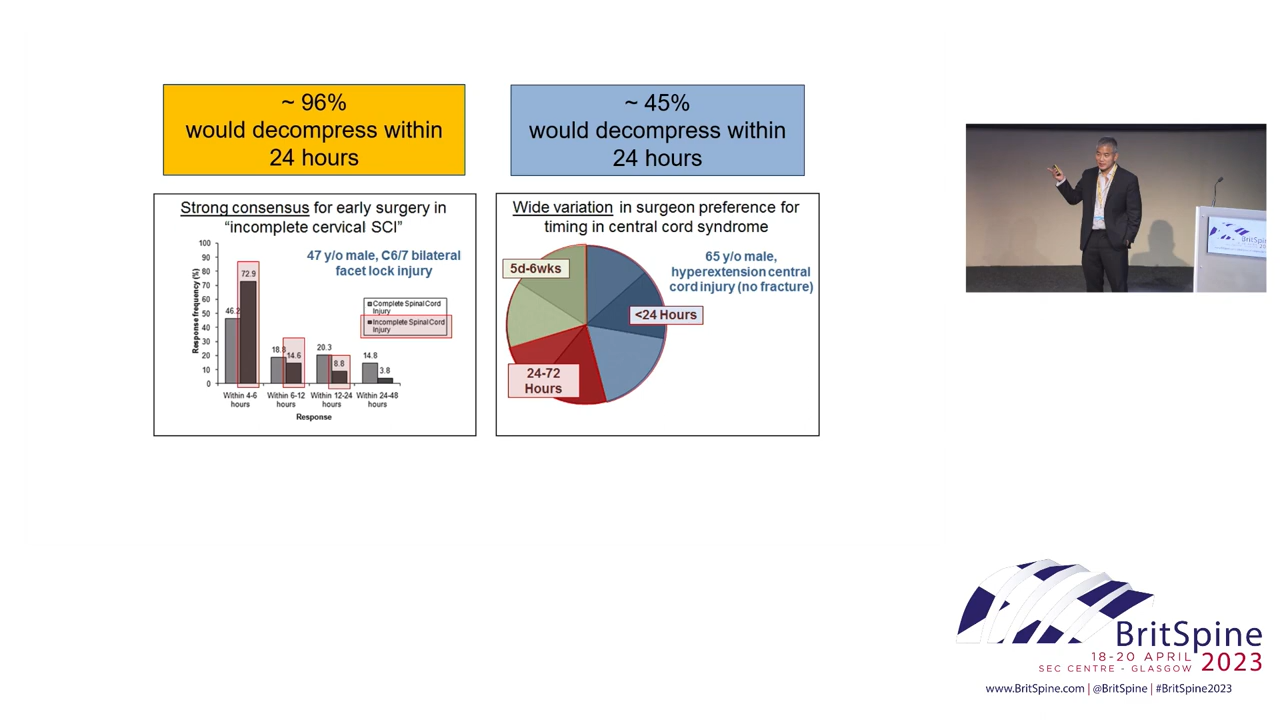 ~ 96%
would decompress within
24 hours
~ 45%
would decompress within
24 hours
Strong consensus for early surgery in
“incomplete cervical SCI”
47 y/o male, C6/7 bilateral
facet lock injury
Response frequency (%)
100
90
80
70
60
50
40
30
20
10
0
46.2
72.9
18.8
14.6
20.3
8.8
14.8
3.8
Complete Spinal Cord
Injury
Incomplete Spinal Cord
Injury
Within 4-6
hours
Within 6-12
hours
Within 12-24
hours
Within 24-48
hours
Response
Wide variation in surgeon preference for
timing in central cord syndrome
65 y/o male,
hyperextension central
cord injury (no fracture)
5d-6wks
<24 Hours
24-72
Hours
BritSpine
18-20 APRIL
SEC CENTRE - GLASGOW
2023
www.BritSpine.com | @BritSpine | #BritSpine2023